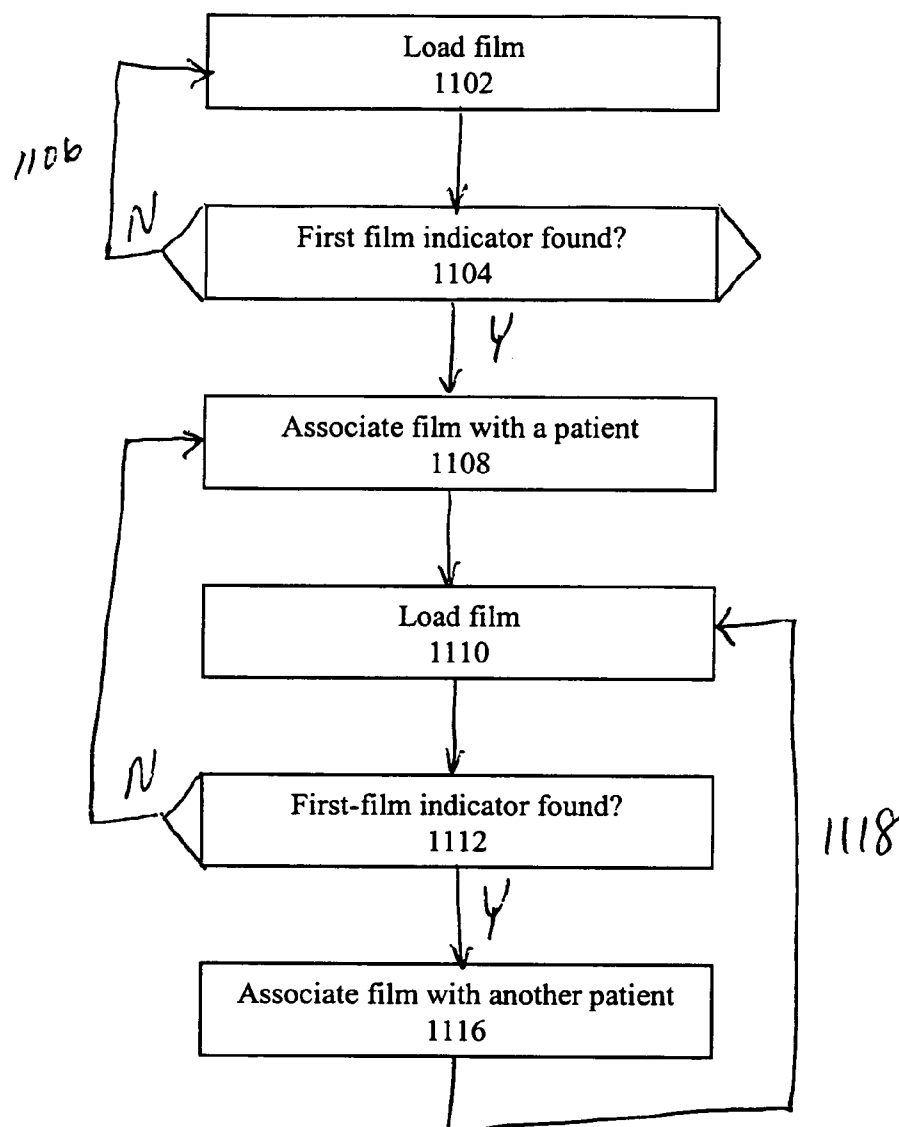 Load film
1102
1106
N
First film indicator found?
1104
Y
Associate film with a patient
1108
Load film
1110
N
First-film indicator found?
1112
1118
Y
Associate film with another patient
1116